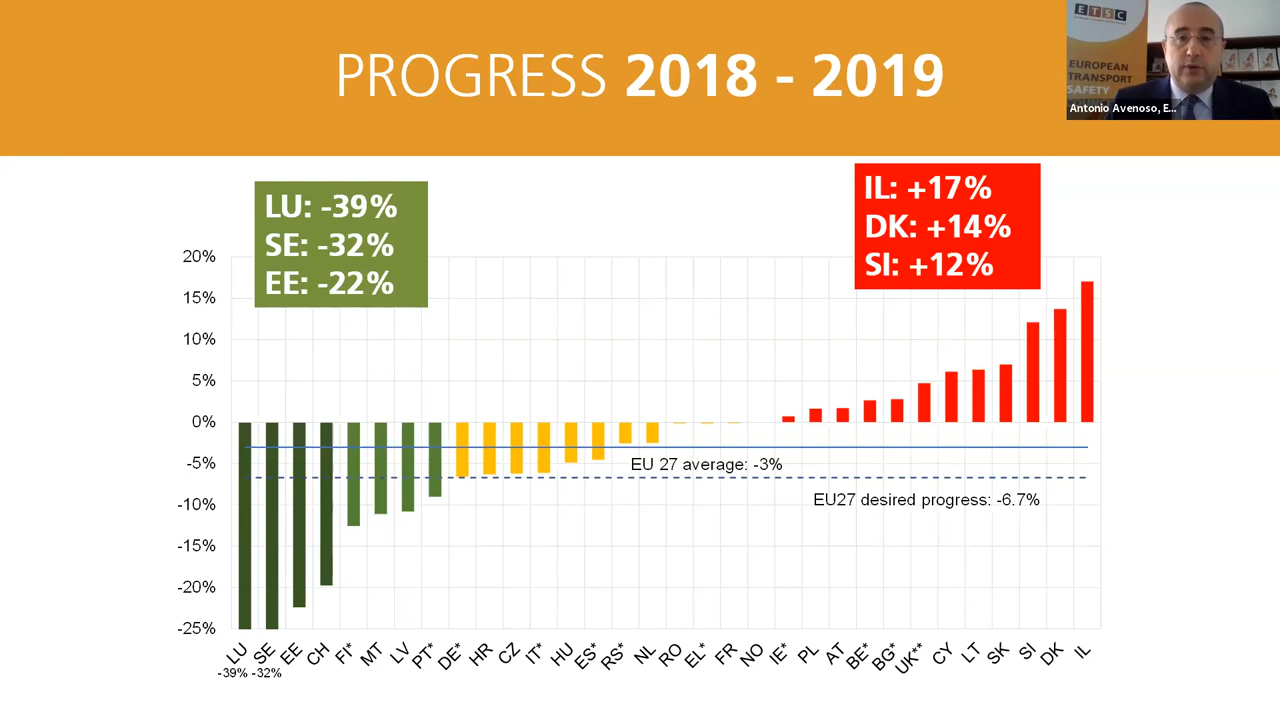 PROGRESS 2018 - 2019
ETSC
EUROPEAN
TRANSPORT
SAFETY
Antonio Avenoso, E...
LU: -39%
SE: -32%
EE: -22%
IL: +17%
DK: +14%
SI: +12%
20%
15%
10%
5%
0%
-5%
-10%
-15%
-20%
-25%
EU 27 average: -3%
EU27 desired progress: -6.7%
LU SE EE CH FI* MT LV PT* DE* HR CZ IT* HU ES* RS* NL RO EL* FR NO IE* PL AT BE* BG* UK** CY LT SK SI DK IL
-39% -32%